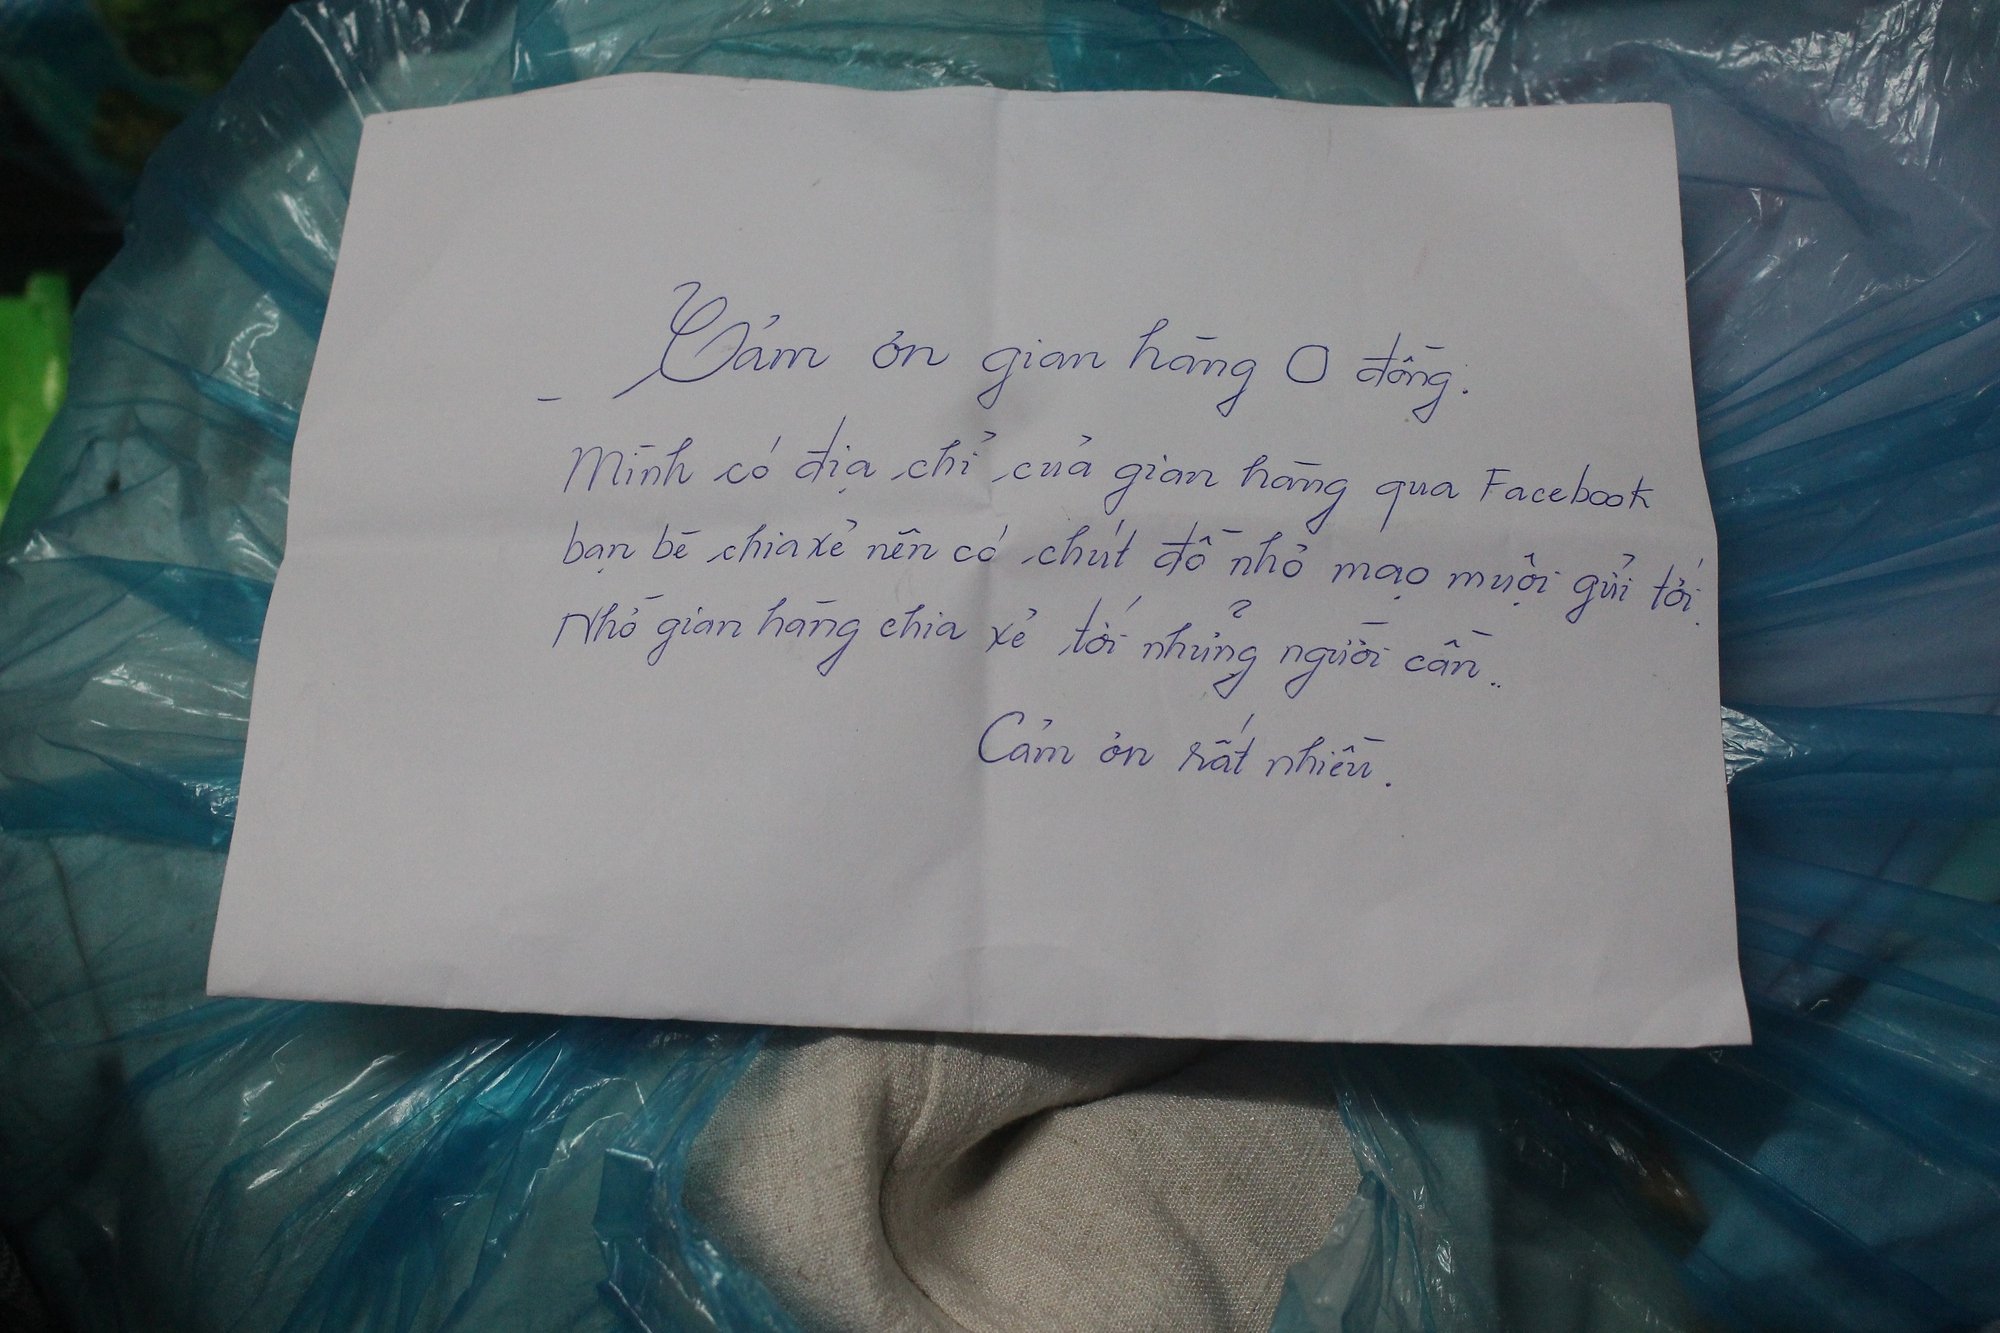 Cảm ơn gian hàng 0 đồng.
- Mình có địa chỉ của gian hàng qua Facebook
bạn bè chia xẻ nên có chút đồ nhỏ mạo muội gửi tới.
Nhờ gian hàng chia xẻ tới những người cần..
Cảm ơn rất nhiều.